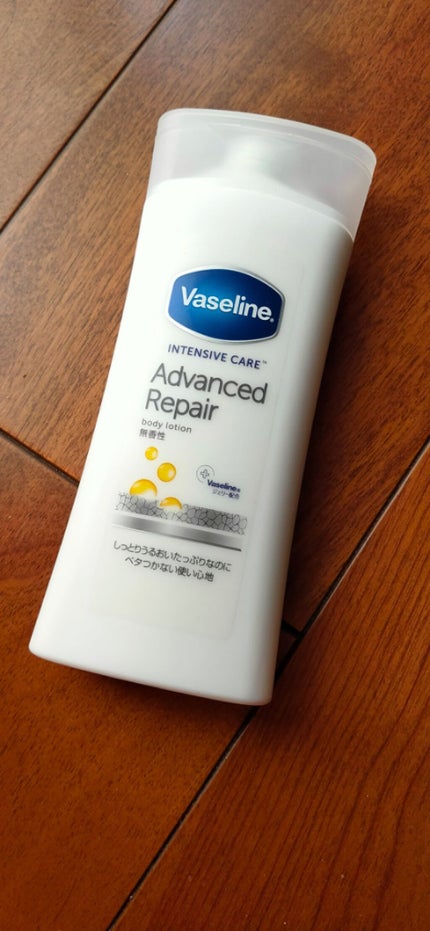 Vaseline®
INTENSIVE CARE™
Advanced
Repair
body lotion
無香性
Vaseline®
ジェリー配合
しっとりうるおいたっぷりなのに
ベタつかない使い心地